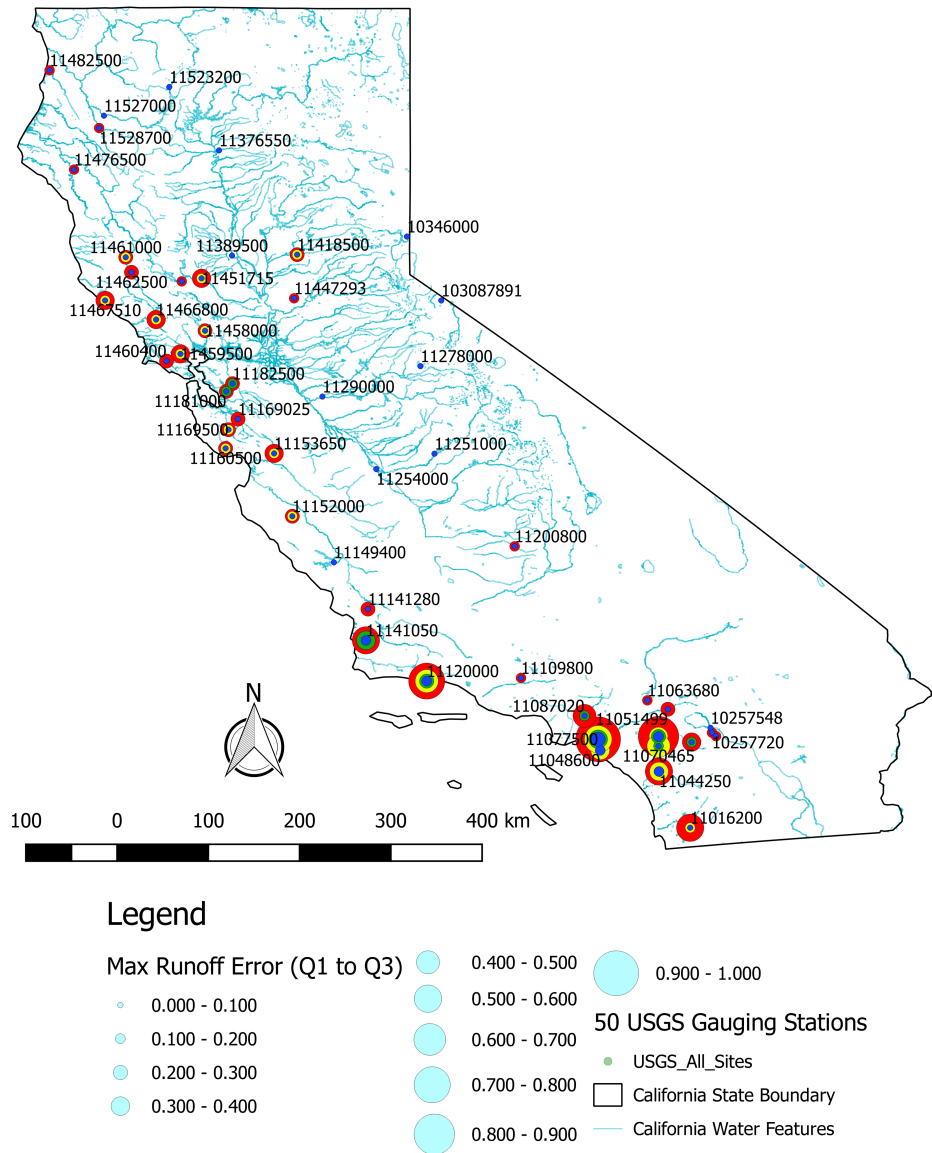 11482500
11523200
11527000
11528700
11376550
11476500
10346000
11461000
11389500
11418500
11462500
11451715
11447293
103087891
11467510
11466800
11458000
11460400
11459500
11278000
11182500
11290000
11181000
11169025
11169500
11153650
11160500
11251000
11254000
11152000
11200800
11149400
11141280
11141050
11120000
11109800
11063680
11087020
11051499
10257548
11077500
10257720
11070465
11048600
11044250
11016200
N
100 0 100 200 300 400 km
Legend
Max Runoff Error (Q1 to Q3)
0.000 - 0.100
0.100 - 0.200
0.200 - 0.300
0.300 - 0.400
0.400 - 0.500
0.500 - 0.600
0.600 - 0.700
0.700 - 0.800
0.800 - 0.900
0.900 - 1.000
50 USGS Gauging Stations
USGS_All_Sites
California State Boundary
California Water Features